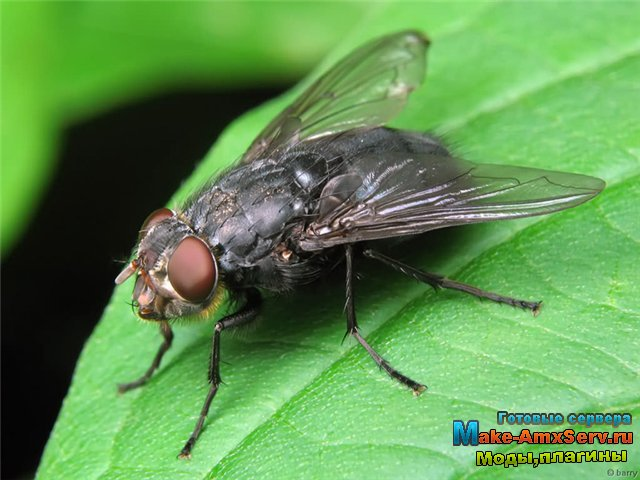 Готовые сервера
Make-AmxServ.ru
Моды,плагины
© barry